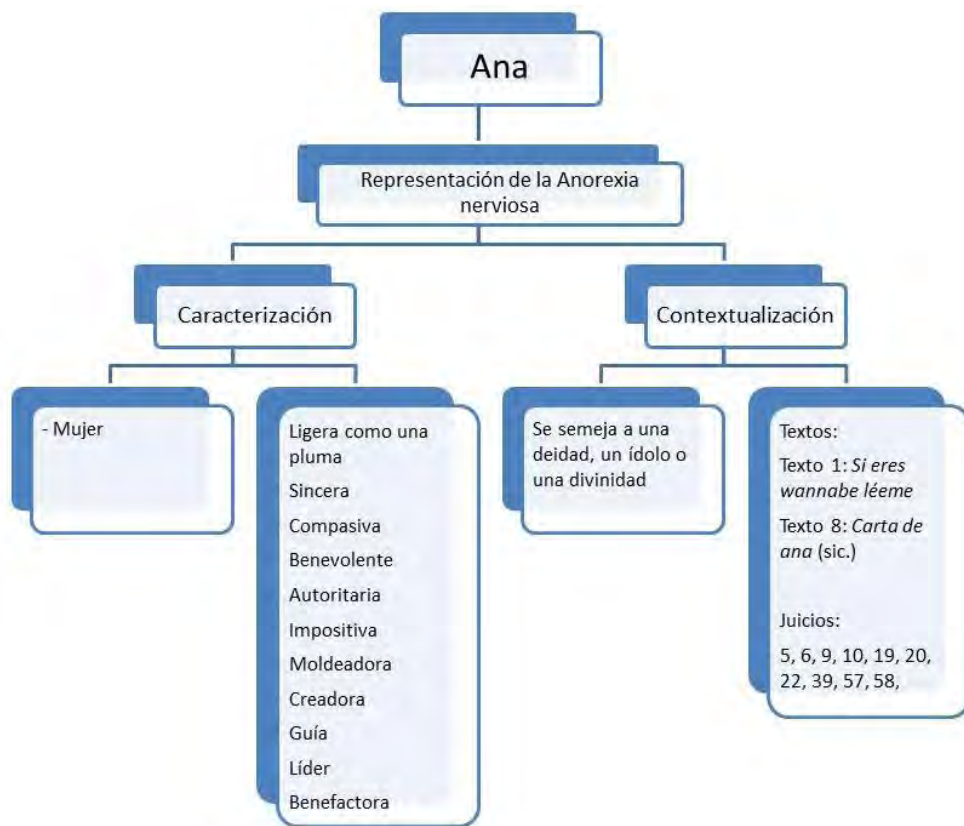 Ana
Representación de la Anorexia
nerviosa
Caracterización
Contextualización
- Mujer
Ligera como una
pluma
Sincera
Compasiva
Benevolente
Autoritaria
Impositiva
Moldeadora
Creadora
Guía
Líder
Benefactora
Se semeja a una
deidad, un ídolo o
una divinidad
Textos:
Texto 1: Si eres
wannabe léeme
Texto 8: Carta de
ana (sic.)
Juicios:
5, 6, 9, 10, 19, 20,
22, 39, 57, 58,